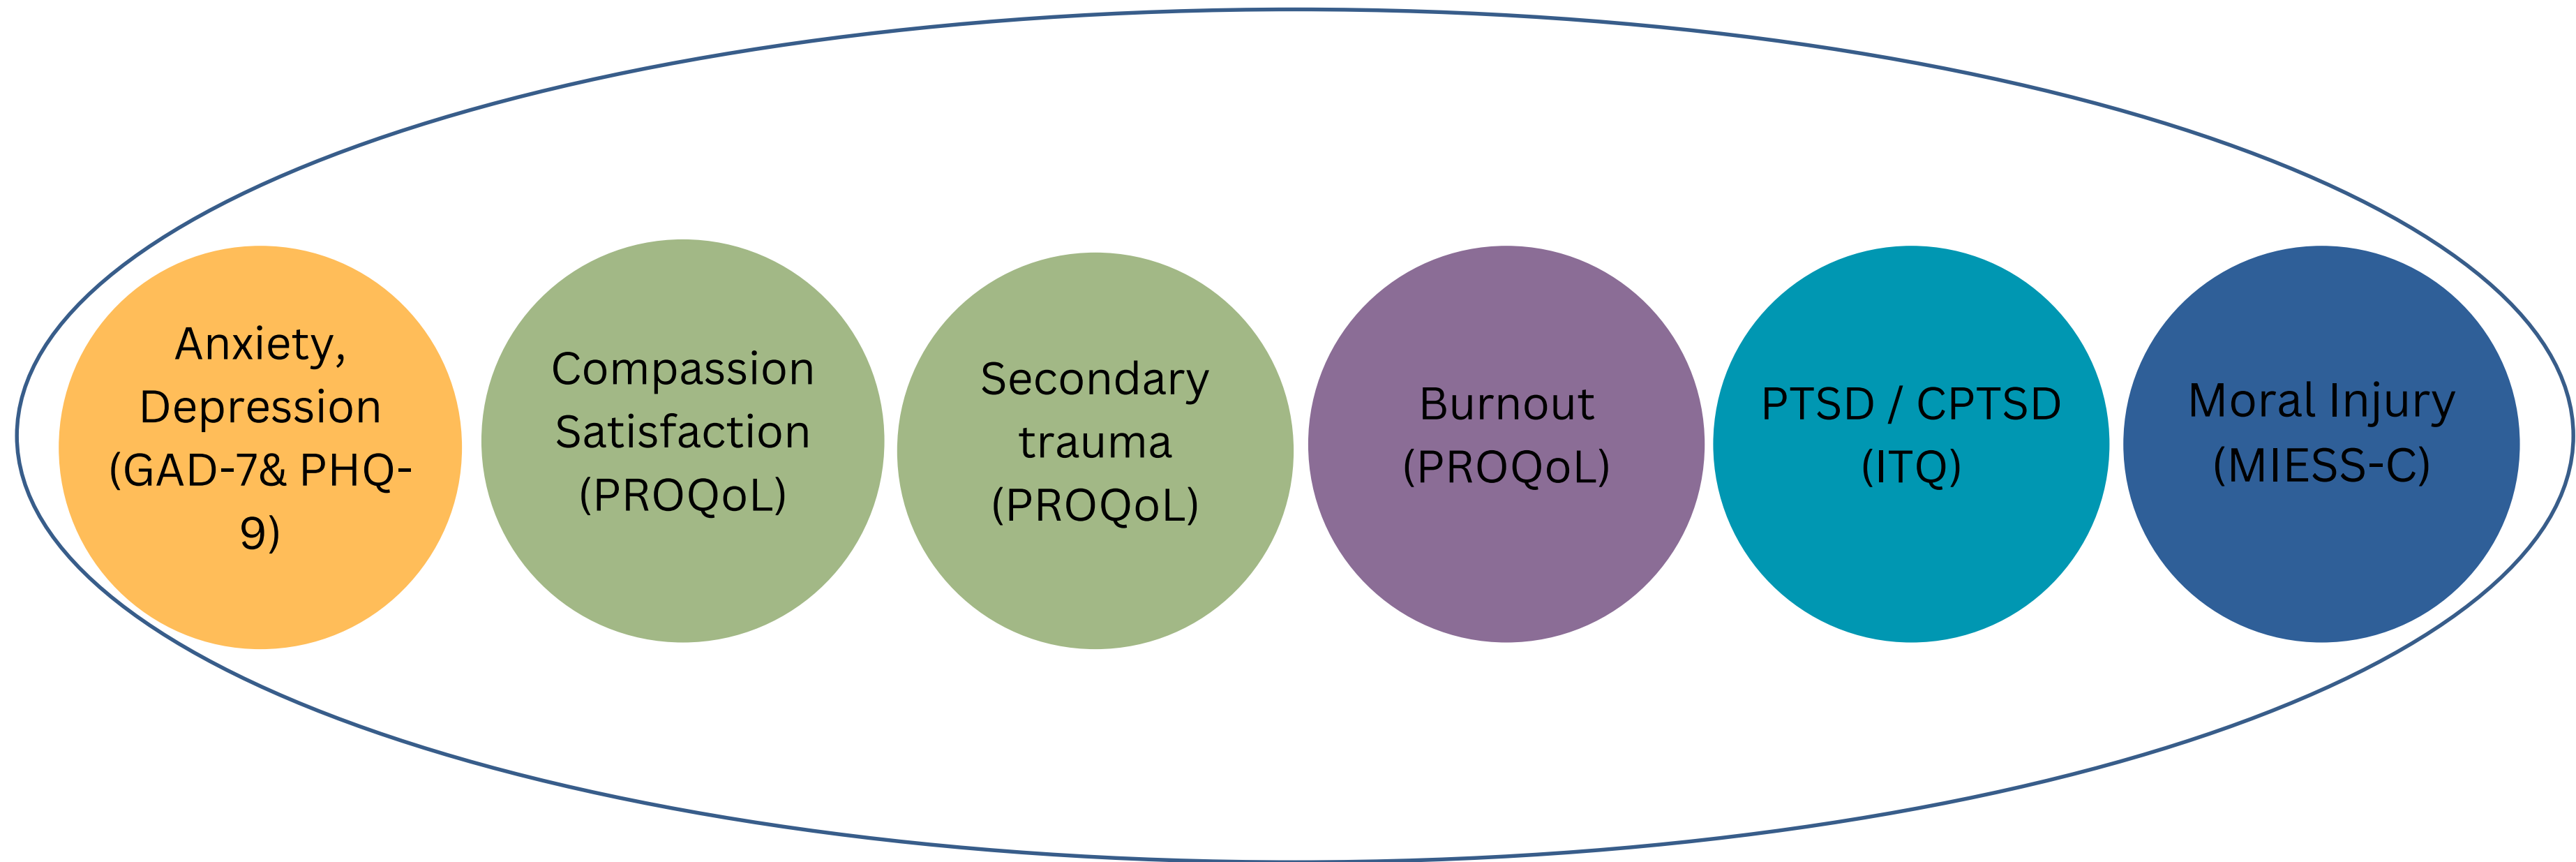 Anxiety,
Depression
(GAD-7& PHQ-
9)
Compassion
Satisfaction
(PROQoL)
Secondary
trauma
(PROQoL)
Burnout
(PROQoL)
PTSD / CPTSD
(ITQ)
Moral Injury
(MIESS-C)